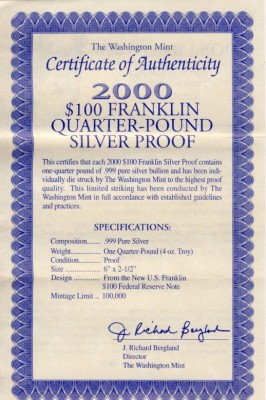 The Washington Mint
Certificate of Authenticity
2000
$100 FRANKLIN
QUARTER-POUND
SILVER PROOF
This certifies that each 2000 $100 Franklin Silver Proof contains
one-quarter pound of .999 pure silver bullion and has been indi-
vidually die struck by The Washington Mint to the highest proof
quality. This limited striking has been conducted by The
Washington Mint in full accordance with established guidelines
and practices.
SPECIFICATIONS:
Composition....... .999 Pure Silver
Weight.............. One Quarter-Pound (4 oz. Troy)
Condition........... Proof
Size .................. 6" x 2-1/2"
Design .............. From the New U.S. Franklin
$100 Federal Reserve Note
Mintage Limit .. 100,000
J. Richard Bergland
J. Richard Bergland
Director
The Washington Mint